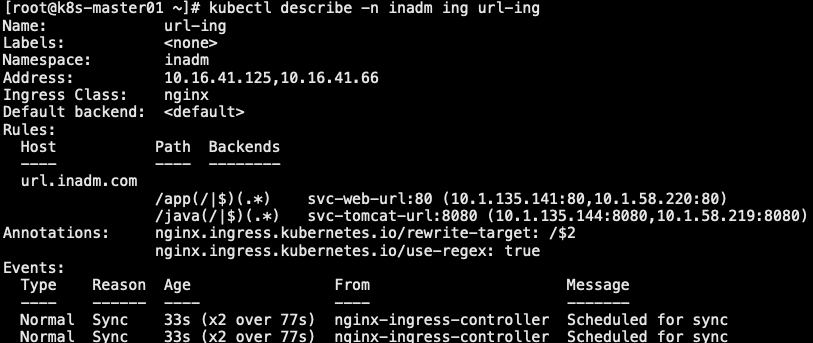 [root@k8s-master01 ~]# kubectl describe -n inadm ing url-ing
Name:             url-ing
Labels:           <none>
Namespace:        inadm
Address:          10.16.41.125,10.16.41.66
Ingress Class:    nginx
Default backend:  <default>
Rules:
  Host           Path  Backends
  ----           ----  --------
  url.inadm.com
                 /app(/|$)(.*)    svc-web-url:80 (10.1.135.141:80,10.1.58.220:80)
                 /java(/|$)(.*)   svc-tomcat-url:8080 (10.1.135.144:8080,10.1.58.219:8080)
Annotations:     nginx.ingress.kubernetes.io/rewrite-target: /$2
                 nginx.ingress.kubernetes.io/use-regex: true
Events:
  Type    Reason  Age                From                      Message
  ----    ------  ----               ----                      -------
  Normal  Sync    33s (x2 over 77s)  nginx-ingress-controller  Scheduled for sync
  Normal  Sync    33s (x2 over 77s)  nginx-ingress-controller  Scheduled for sync